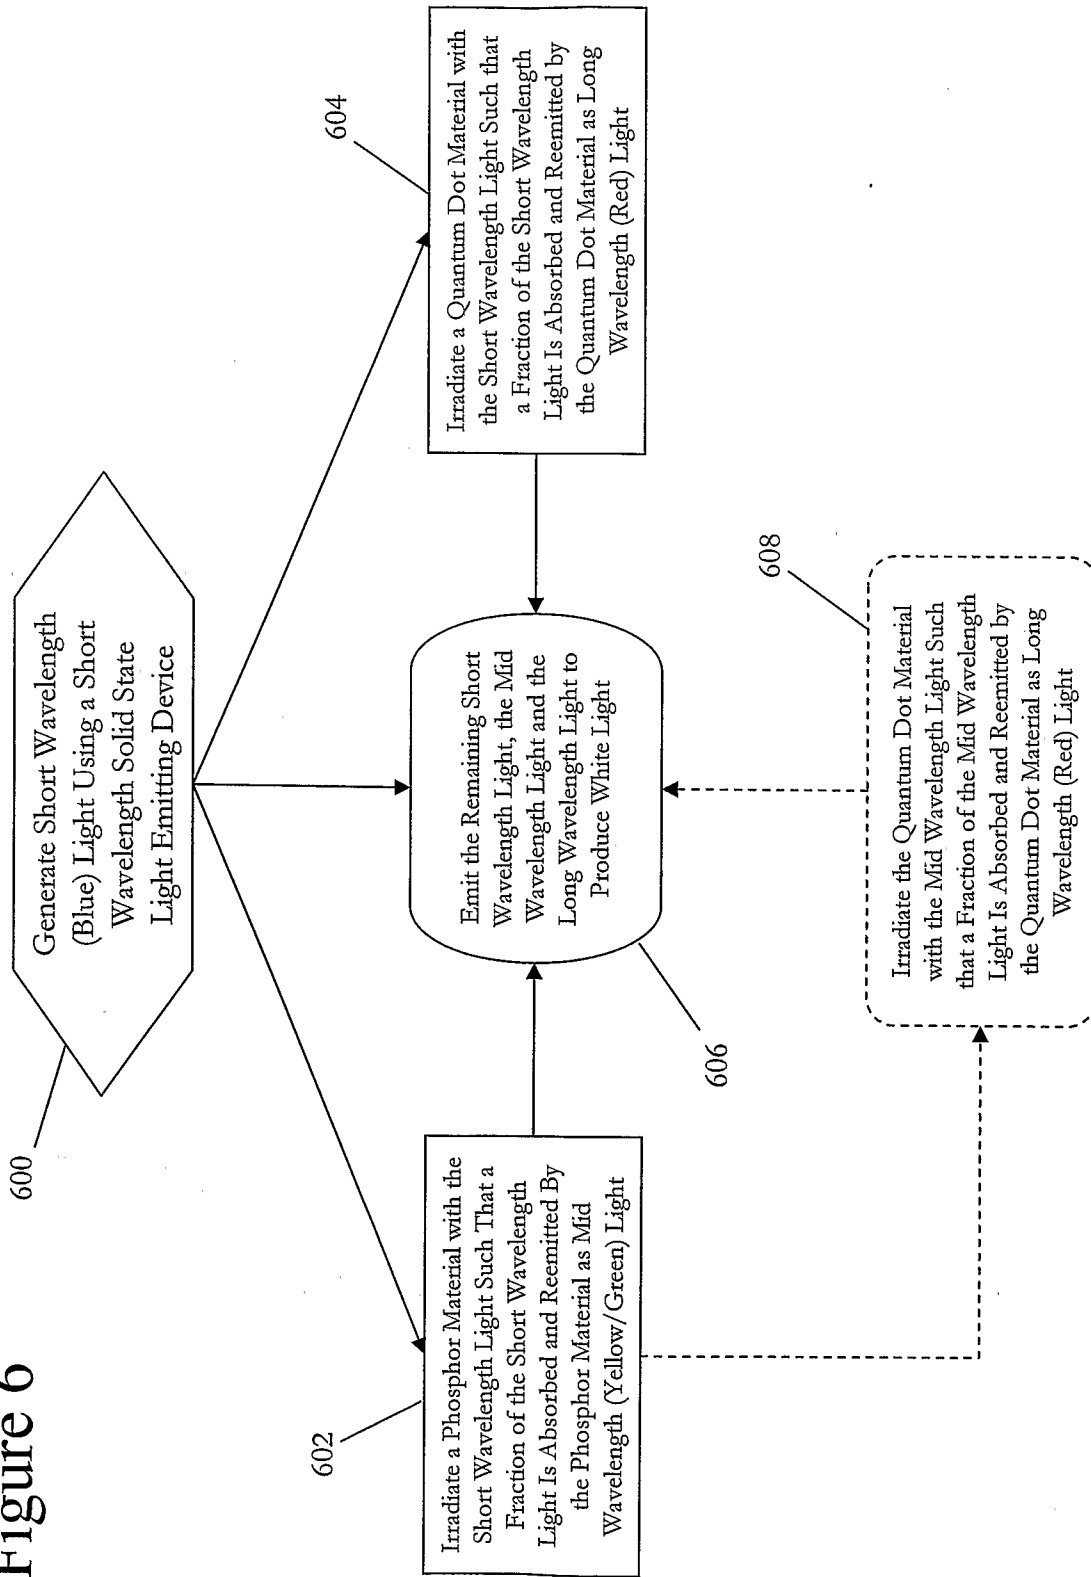 Figure 6
600
Generate Short Wavelength
(Blue) Light Using a Short
Wavelength Solid State
Light Emitting Device
602
Irradiate a Phosphor Material with the
Short Wavelength Light Such That a
Fraction of the Short Wavelength
Light Is Absorbed and Reemitted By
the Phosphor Material as Mid
Wavelength (Yellow/Green) Light
604
Irradiate a Quantum Dot Material with
the Short Wavelength Light Such that
a Fraction of the Short Wavelength
Light Is Absorbed and Reemitted by
the Quantum Dot Material as Long
Wavelength (Red) Light
Emit the Remaining Short
Wavelength Light, the Mid
Wavelength Light and the
Long Wavelength Light to
Produce White Light
606
608
Irradiate the Quantum Dot Material
with the Mid Wavelength Light Such
that a Fraction of the Mid Wavelength
Light Is Absorbed and Reemitted by
the Quantum Dot Material as Long
Wavelength (Red) Light